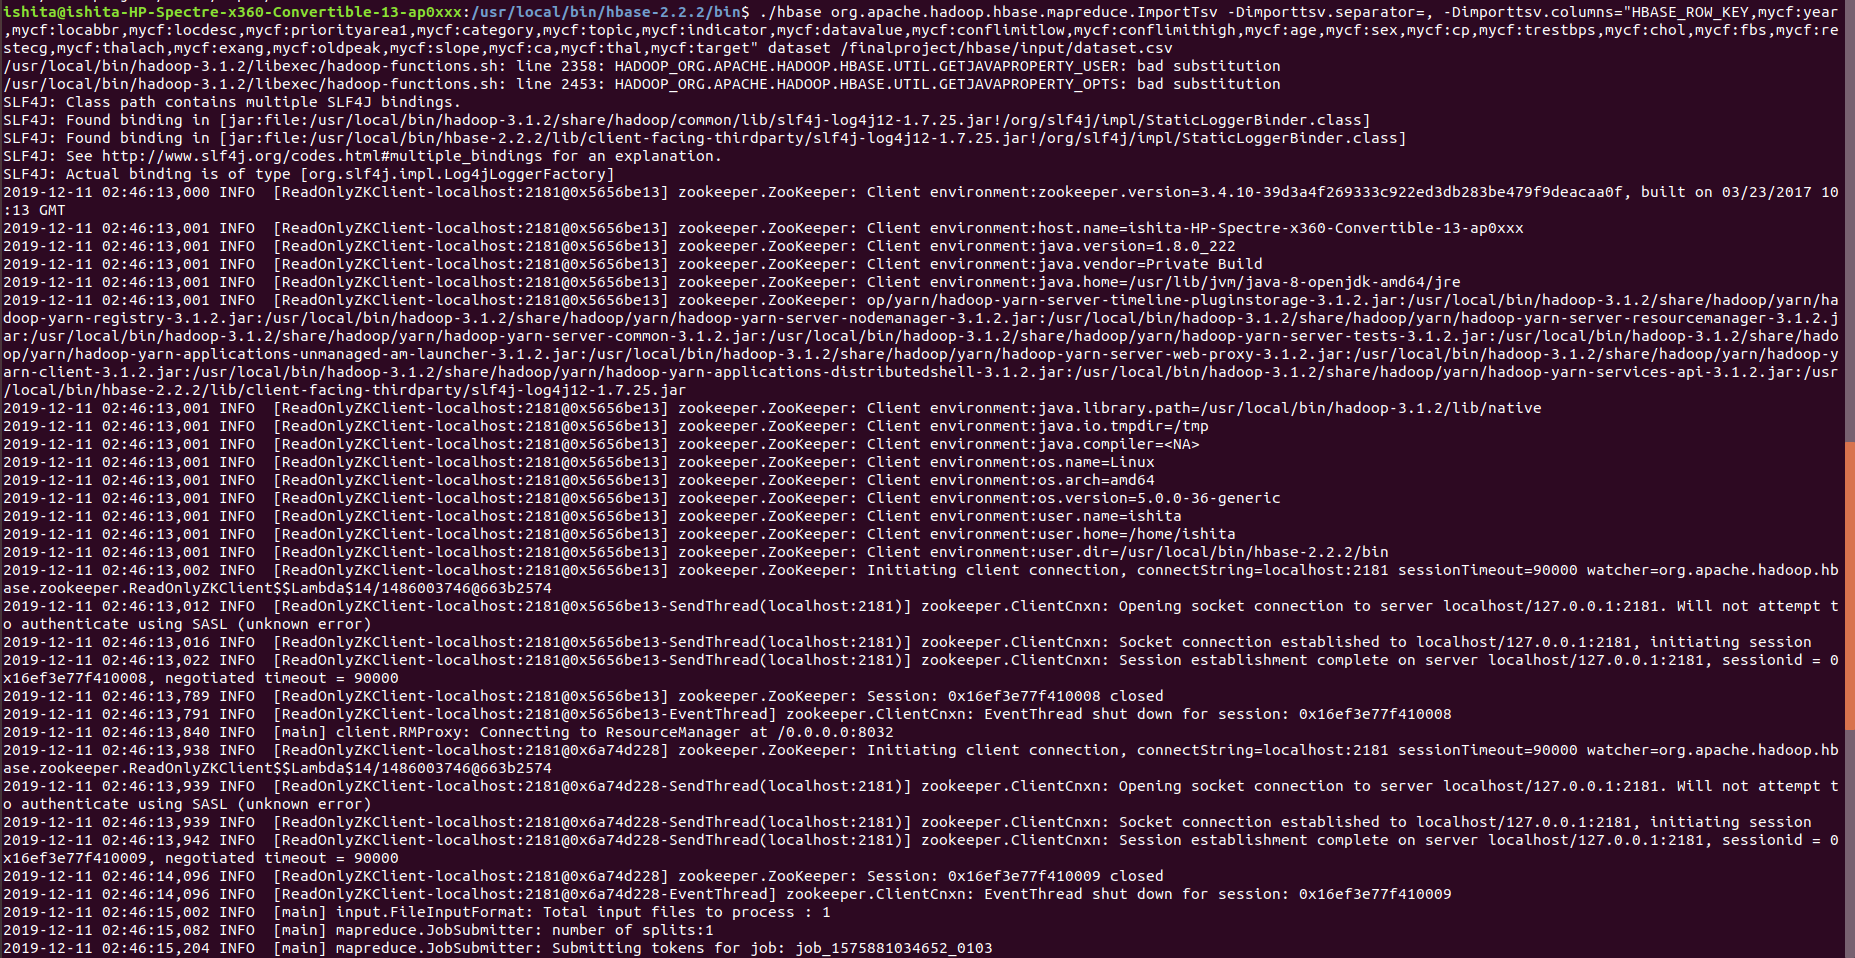 ishita@ishita-HP-Spectre-x360-Convertible-13-ap0xxx:/usr/local/bin/hbase-2.2.2/bin$ ./hbase org.apache.hadoop.hbase.mapreduce.ImportTsv -Dimporttsv.separator=, -Dimporttsv.columns="HBASE_ROW_KEY,mycf:year
,mycf:locabbr,mycf:locdesc,mycf:priorityarea1,mycf:category,mycf:topic,mycf:indicator,mycf:datavalue,mycf:conflimitlow,mycf:conflimithigh,mycf:age,mycf:sex,mycf:cp,mycf:trestbps,mycf:chol,mycf:fbs,mycf:re
stecg,mycf:thalach,mycf:exang,mycf:oldpeak,mycf:slope,mycf:ca,mycf:thal,mycf:target" dataset /finalproject/hbase/input/dataset.csv
/usr/local/bin/hadoop-3.1.2/libexec/hadoop-functions.sh: line 2358: HADOOP_ORG.APACHE.HADOOP.HBASE.UTIL.GETJAVAPROPERTY_USER: bad substitution
/usr/local/bin/hadoop-3.1.2/libexec/hadoop-functions.sh: line 2453: HADOOP_ORG.APACHE.HADOOP.HBASE.UTIL.GETJAVAPROPERTY_OPTS: bad substitution
SLF4J: Class path contains multiple SLF4J bindings.
SLF4J: Found binding in [jar:file:/usr/local/bin/hadoop-3.1.2/share/hadoop/common/lib/slf4j-log4j12-1.7.25.jar!/org/slf4j/impl/StaticLoggerBinder.class]
SLF4J: Found binding in [jar:file:/usr/local/bin/hbase-2.2.2/lib/client-facing-thirdparty/slf4j-log4j12-1.7.25.jar!/org/slf4j/impl/StaticLoggerBinder.class]
SLF4J: See http://www.slf4j.org/codes.html#multiple_bindings for an explanation.
SLF4J: Actual binding is of type [org.slf4j.impl.Log4jLoggerFactory]
2019-12-11 02:46:13,000 INFO  [ReadOnlyZKClient-localhost:2181@0x5656be13] zookeeper.ZooKeeper: Client environment:zookeeper.version=3.4.10-39d3a4f269333c922ed3db283be479f9deacaa0f, built on 03/23/2017 10
:13 GMT
2019-12-11 02:46:13,001 INFO  [ReadOnlyZKClient-localhost:2181@0x5656be13] zookeeper.ZooKeeper: Client environment:host.name=ishita-HP-Spectre-x360-Convertible-13-ap0xxx
2019-12-11 02:46:13,001 INFO  [ReadOnlyZKClient-localhost:2181@0x5656be13] zookeeper.ZooKeeper: Client environment:java.version=1.8.0_222
2019-12-11 02:46:13,001 INFO  [ReadOnlyZKClient-localhost:2181@0x5656be13] zookeeper.ZooKeeper: Client environment:java.vendor=Private Build
2019-12-11 02:46:13,001 INFO  [ReadOnlyZKClient-localhost:2181@0x5656be13] zookeeper.ZooKeeper: Client environment:java.home=/usr/lib/jvm/java-8-openjdk-amd64/jre
2019-12-11 02:46:13,001 INFO  [ReadOnlyZKClient-localhost:2181@0x5656be13] zookeeper.ZooKeeper: Client environment: op/yarn/hadoop-yarn-server-timeline-pluginstorage-3.1.2.jar:/usr/local/bin/hadoop-3.1.2/share/hadoop/yarn/ha
doop-yarn-registry-3.1.2.jar:/usr/local/bin/hadoop-3.1.2/share/hadoop/yarn/hadoop-yarn-server-nodemanager-3.1.2.jar:/usr/local/bin/hadoop-3.1.2/share/hadoop/yarn/hadoop-yarn-server-resourcemanager-3.1.2.j
ar:/usr/local/bin/hadoop-3.1.2/share/hadoop/yarn/hadoop-yarn-server-common-3.1.2.jar:/usr/local/bin/hadoop-3.1.2/share/hadoop/yarn/hadoop-yarn-server-tests-3.1.2.jar:/usr/local/bin/hadoop-3.1.2/share/hado
op/yarn/hadoop-yarn-applications-unmanaged-am-launcher-3.1.2.jar:/usr/local/bin/hadoop-3.1.2/share/hadoop/yarn/hadoop-yarn-server-web-proxy-3.1.2.jar:/usr/local/bin/hadoop-3.1.2/share/hadoop/yarn/hadoop-y
arn-client-3.1.2.jar:/usr/local/bin/hadoop-3.1.2/share/hadoop/yarn/hadoop-yarn-applications-distributedshell-3.1.2.jar:/usr/local/bin/hadoop-3.1.2/share/hadoop/yarn/hadoop-yarn-services-api-3.1.2.jar:/usr
/local/bin/hbase-2.2.2/lib/client-facing-thirdparty/slf4j-log4j12-1.7.25.jar
2019-12-11 02:46:13,001 INFO  [ReadOnlyZKClient-localhost:2181@0x5656be13] zookeeper.ZooKeeper: Client environment:java.library.path=/usr/local/bin/hadoop-3.1.2/lib/native
2019-12-11 02:46:13,001 INFO  [ReadOnlyZKClient-localhost:2181@0x5656be13] zookeeper.ZooKeeper: Client environment:java.io.tmpdir=/tmp
2019-12-11 02:46:13,001 INFO  [ReadOnlyZKClient-localhost:2181@0x5656be13] zookeeper.ZooKeeper: Client environment:java.compiler=<NA>
2019-12-11 02:46:13,001 INFO  [ReadOnlyZKClient-localhost:2181@0x5656be13] zookeeper.ZooKeeper: Client environment:os.name=Linux
2019-12-11 02:46:13,001 INFO  [ReadOnlyZKClient-localhost:2181@0x5656be13] zookeeper.ZooKeeper: Client environment:os.arch=amd64
2019-12-11 02:46:13,001 INFO  [ReadOnlyZKClient-localhost:2181@0x5656be13] zookeeper.ZooKeeper: Client environment:os.version=5.0.0-36-generic
2019-12-11 02:46:13,001 INFO  [ReadOnlyZKClient-localhost:2181@0x5656be13] zookeeper.ZooKeeper: Client environment:user.name=ishita
2019-12-11 02:46:13,001 INFO  [ReadOnlyZKClient-localhost:2181@0x5656be13] zookeeper.ZooKeeper: Client environment:user.home=/home/ishita
2019-12-11 02:46:13,001 INFO  [ReadOnlyZKClient-localhost:2181@0x5656be13] zookeeper.ZooKeeper: Client environment:user.dir=/usr/local/bin/hbase-2.2.2/bin
2019-12-11 02:46:13,002 INFO  [ReadOnlyZKClient-localhost:2181@0x5656be13] zookeeper.ZooKeeper: Initiating client connection, connectString=localhost:2181 sessionTimeout=90000 watcher=org.apache.hadoop.hb
ase.zookeeper.ReadOnlyZKClient$$Lambda$14/1486003746@663b2574
2019-12-11 02:46:13,012 INFO  [ReadOnlyZKClient-localhost:2181@0x5656be13-SendThread(localhost:2181)] zookeeper.ClientCnxn: Opening socket connection to server localhost/127.0.0.1:2181. Will not attempt t
o authenticate using SASL (unknown error)
2019-12-11 02:46:13,016 INFO  [ReadOnlyZKClient-localhost:2181@0x5656be13-SendThread(localhost:2181)] zookeeper.ClientCnxn: Socket connection established to localhost/127.0.0.1:2181, initiating session
2019-12-11 02:46:13,022 INFO  [ReadOnlyZKClient-localhost:2181@0x5656be13-SendThread(localhost:2181)] zookeeper.ClientCnxn: Session establishment complete on server localhost/127.0.0.1:2181, sessionid = 0
x16ef3e77f410008, negotiated timeout = 90000
2019-12-11 02:46:13,789 INFO  [ReadOnlyZKClient-localhost:2181@0x5656be13] zookeeper.ZooKeeper: Session: 0x16ef3e77f410008 closed
2019-12-11 02:46:13,791 INFO  [ReadOnlyZKClient-localhost:2181@0x5656be13-EventThread] zookeeper.ClientCnxn: EventThread shut down for session: 0x16ef3e77f410008
2019-12-11 02:46:13,840 INFO  [main] client.RMProxy: Connecting to ResourceManager at /0.0.0.0:8032
2019-12-11 02:46:13,938 INFO  [ReadOnlyZKClient-localhost:2181@0x6a74d228] zookeeper.ZooKeeper: Initiating client connection, connectString=localhost:2181 sessionTimeout=90000 watcher=org.apache.hadoop.hb
ase.zookeeper.ReadOnlyZKClient$$Lambda$14/1486003746@663b2574
2019-12-11 02:46:13,939 INFO  [ReadOnlyZKClient-localhost:2181@0x6a74d228-SendThread(localhost:2181)] zookeeper.ClientCnxn: Opening socket connection to server localhost/127.0.0.1:2181. Will not attempt t
o authenticate using SASL (unknown error)
2019-12-11 02:46:13,939 INFO  [ReadOnlyZKClient-localhost:2181@0x6a74d228-SendThread(localhost:2181)] zookeeper.ClientCnxn: Socket connection established to localhost/127.0.0.1:2181, initiating session
2019-12-11 02:46:13,942 INFO  [ReadOnlyZKClient-localhost:2181@0x6a74d228-SendThread(localhost:2181)] zookeeper.ClientCnxn: Session establishment complete on server localhost/127.0.0.1:2181, sessionid = 0
x16ef3e77f410009, negotiated timeout = 90000
2019-12-11 02:46:14,096 INFO  [ReadOnlyZKClient-localhost:2181@0x6a74d228] zookeeper.ZooKeeper: Session: 0x16ef3e77f410009 closed
2019-12-11 02:46:14,096 INFO  [ReadOnlyZKClient-localhost:2181@0x6a74d228-EventThread] zookeeper.ClientCnxn: EventThread shut down for session: 0x16ef3e77f410009
2019-12-11 02:46:15,002 INFO  [main] input.FileInputFormat: Total input files to process : 1
2019-12-11 02:46:15,082 INFO  [main] mapreduce.JobSubmitter: number of splits:1
2019-12-11 02:46:15,204 INFO  [main] mapreduce.JobSubmitter: Submitting tokens for job: job_1575881034652_0103